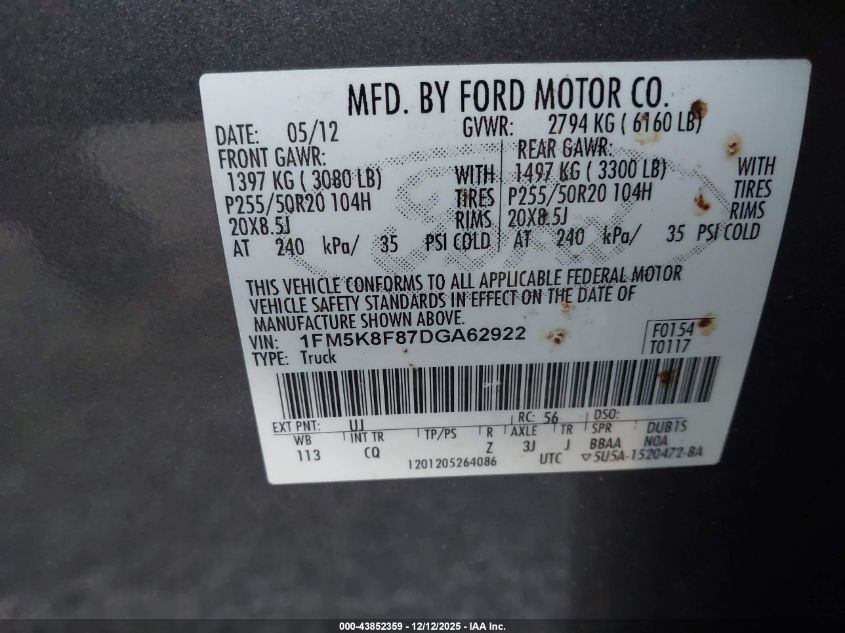 MFD. BY FORD MOTOR CO.
DATE: 05/12 GVWR: 2794 KG ( 6160 LB)
FRONT GAWR: REAR GAWR:
1397 KG ( 3080 LB) WITH 1497 KG ( 3300 LB) WITH
P255/50R20 104H TIRES P255/50R20 104H TIRES
20X8.5J RIMS 20X8.5J RIMS
AT 240 kPa/ 35 PSI COLD AT 240 kPa/ 35 PSI COLD
THIS VEHICLE CONFORMS TO ALL APPLICABLE FEDERAL MOTOR
VEHICLE SAFETY STANDARDS IN EFFECT ON THE DATE OF
MANUFACTURE SHOWN ABOVE.
VIN: 1FM5K8F87DGA62922 F0154
TYPE: Truck T0117
EXT PNT: UJ RC: 56 DSO:
WB INT TR TP/PS R AXLE TR SPR DUB1S
113 CQ Z 3J J BBAA NOA
1201205264086 UTC ▽5U5A-1520472-BA
000-43852359 - 12/12/2025 - IAA Inc.